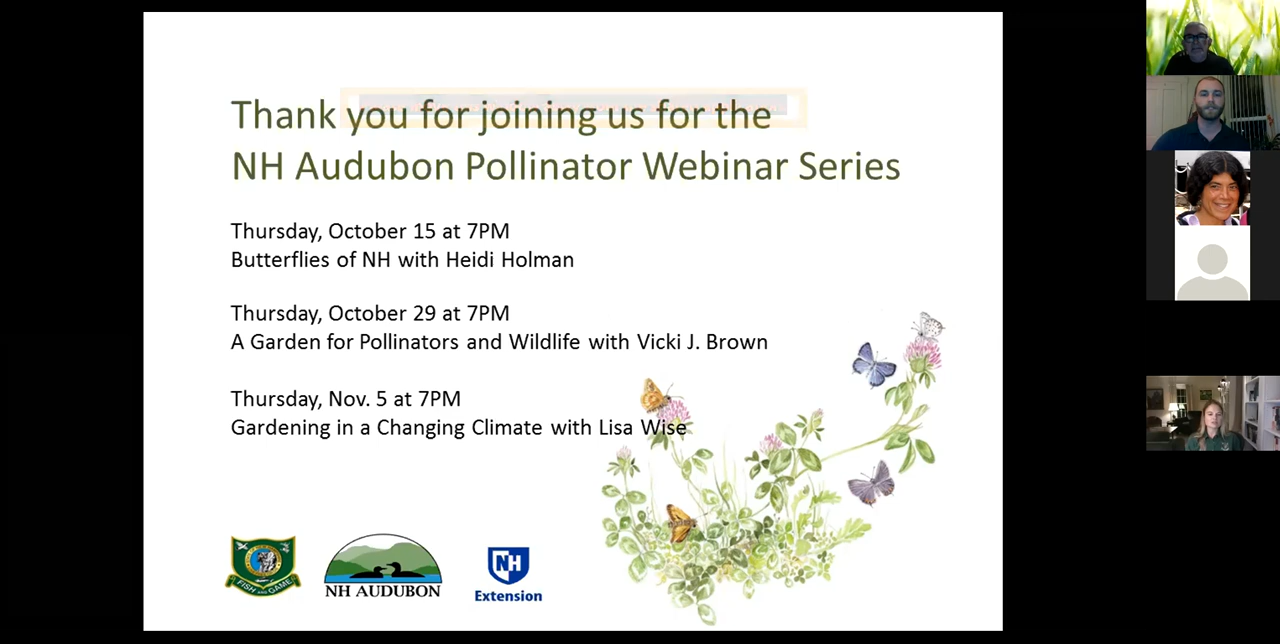 Thank you for joining us for the
NH Audubon Pollinator Webinar Series
Thursday, October 15 at 7PM
Butterflies of NH with Heidi Holman
Thursday, October 29 at 7PM
A Garden for Pollinators and Wildlife with Vicki J. Brown
Thursday, Nov. 5 at 7PM
Gardening in a Changing Climate with Lisa Wise
FISH AND GAME
NH AUDUBON
NH
Extension